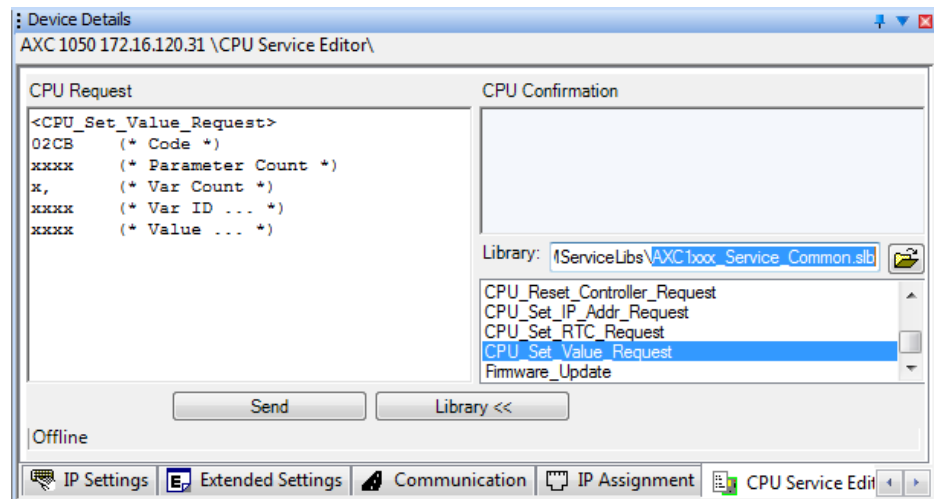 Device Details
AXC 1050 172.16.120.31 \CPU Service Editor\
CPU Request
<CPU_Set_Value_Request>
02CB (* Code *)
xxxx (* Parameter Count *)
x, (* Var Count *)
xxxx (* Var ID ... *)
xxxx (* Value ... *)
CPU Confirmation
Library: ServiceLibs\AXC1xxx_Service_Common.slb
CPU_Reset_Controller_Request
CPU_Set_IP_Addr_Request
CPU_Set_RTC_Request
CPU_Set_Value_Request
Firmware_Update
Send Library <<
Offline
IP Settings Extended Settings Communication IP Assignment CPU Service Edit